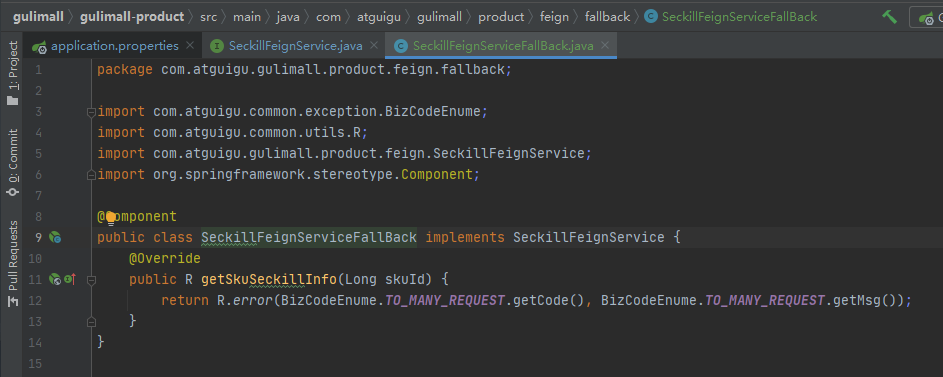 gulimall › gulimall-product › src › main › java › com › atguigu › gulimall › product › feign › fallback › SeckillFeignServiceFallBack
application.properties × SeckillFeignService.java × SeckillFeignServiceFallBack.java ×
1: Project
0: Commit
Pull Requests
1 package com.atguigu.gulimall.product.feign.fallback;
2
3 import com.atguigu.common.exception.BizCodeEnume;
4 import com.atguigu.common.utils.R;
5 import com.atguigu.gulimall.product.feign.SeckillFeignService;
6 import org.springframework.stereotype.Component;
7
8 @Component
9 public class SeckillFeignServiceFallBack implements SeckillFeignService {
10 @Override
11 public R getSkuSeckillInfo(Long skuId) {
12 return R.error(BizCodeEnume.TO_MANY_REQUEST.getCode(), BizCodeEnume.TO_MANY_REQUEST.getMsg());
13 }
14 }
15